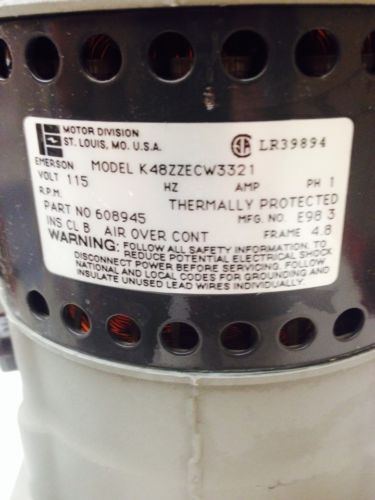 MOTOR DIVISION
ST. LOUIS, MO. U.S.A.
LR39894
EMERSON MODEL K48ZZECW3321
VOLT 115 HZ AMP PH 1
R.P.M. THERMALLY PROTECTED
PART NO 608945 MFG. NO. E98 3
INS CL B AIR OVER CONT FRAME 4.8
WARNING: FOLLOW ALL SAFETY INFORMATION. TO
REDUCE POTENTIAL ELECTRICAL SHOCK
DISCONNECT POWER BEFORE SERVICING. FOLLOW
NATIONAL AND LOCAL CODES FOR GROUNDING AND
INSULATE UNUSED LEAD WIRES INDIVIDUALLY.